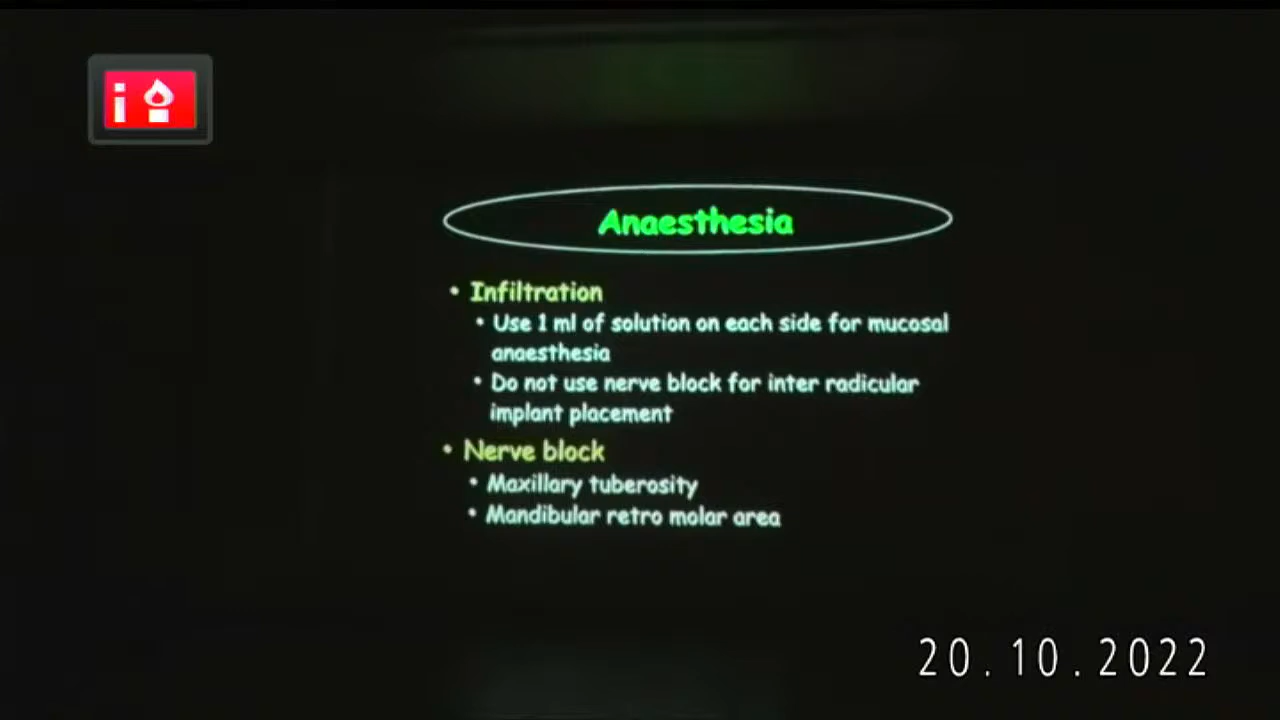 Anaesthesia
• Infiltration
• Use 1 ml of solution on each side for mucosal
anaesthesia
• Do not use nerve block for inter radicular
implant placement
• Nerve block
• Maxillary tuberosity
• Mandibular retro molar area
20.10.2022